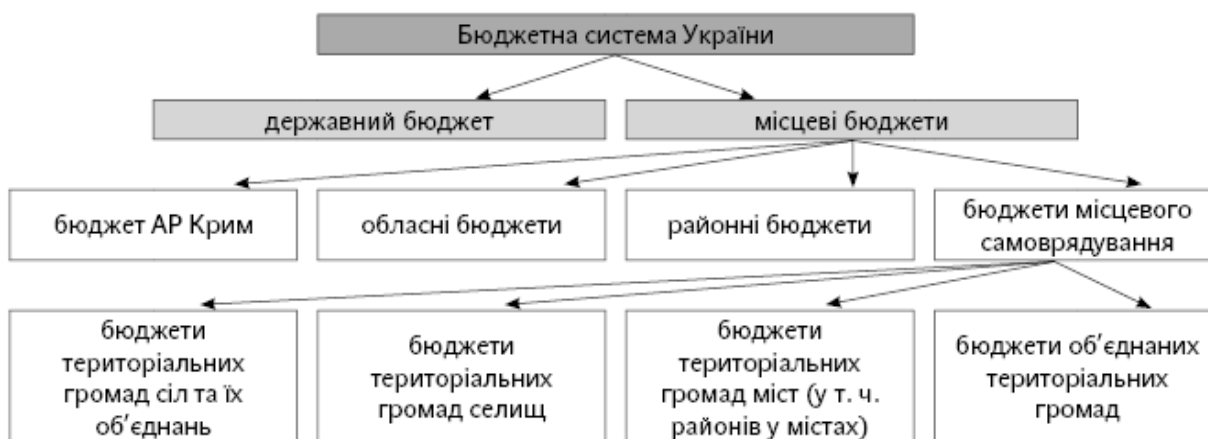 Бюджетна система України
державний бюджет
місцеві бюджети
бюджет АР Крим
обласні бюджети
районні бюджети
бюджети місцевого
самоврядування
бюджети
територіальних
громад сіл та їх
об’єднань
бюджети
територіальних
громад селищ
бюджети
територіальних
громад міст (у т. ч.
районів у містах)
бюджети об’єднаних
територіальних
громад